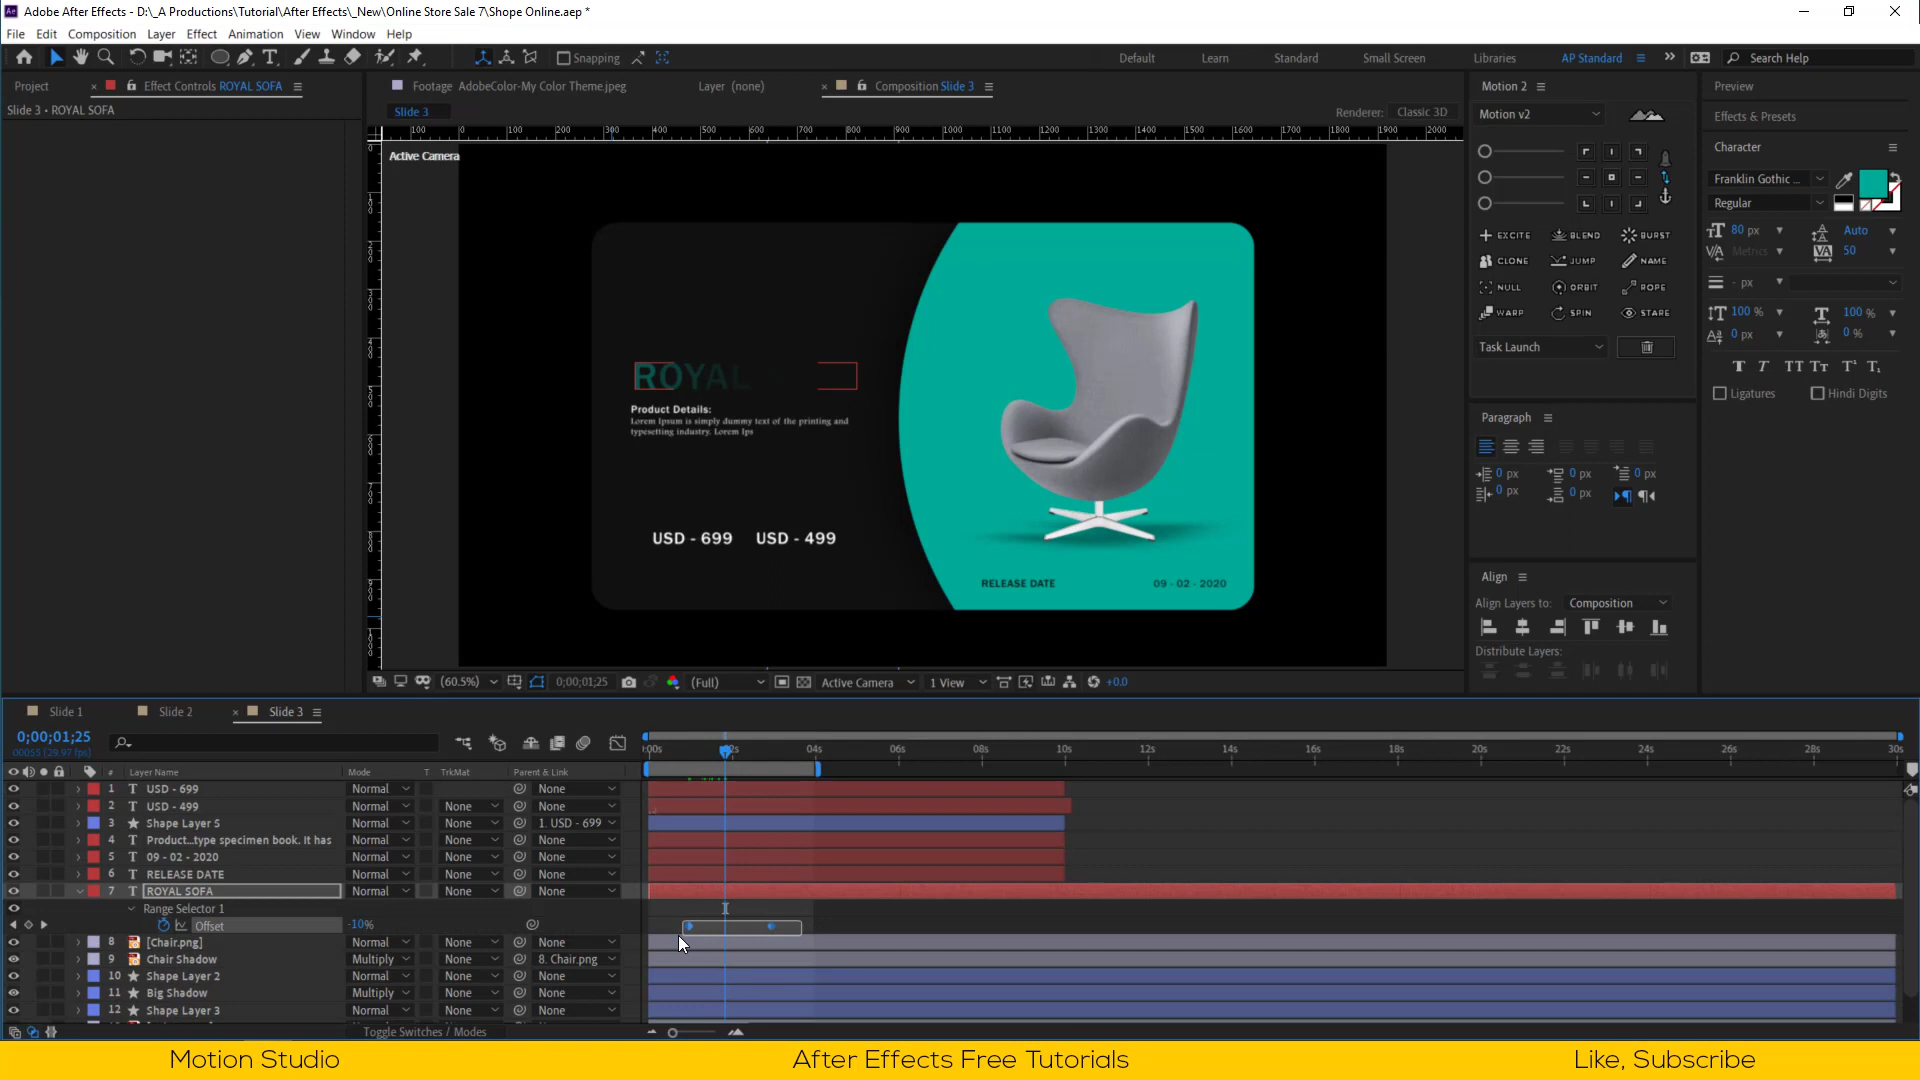 Adobe After Effects - D:\_A Productions\Tutorial\After Effects\_New\Online Store Sale 7\Shope Online.aep *
File Edit Composition Layer Effect Animation View Window Help
Snapping
Default Learn Standard Small Screen Libraries AP Standard Search Help
Project Effect Controls ROYAL SOFA
Footage AdobeColor-My Color Theme.jpeg Layer (none) Composition Slide 3
Slide 3 • ROYAL SOFA
Slide 3
Renderer: Classic 3D
100 0 100 200 300 400 500 600 700 800 900 1000 1100 1200 1300 1400 1500 1600 1700 1800 1900 2000
Active Camera
ROYAL
Product Details:
Lorem Ipsum is simply dummy text of the printing and
typesetting industry. Lorem Ips
USD - 699 USD - 499
RELEASE DATE 09 - 02 - 2020
(60.5%) 0;00;01;25 (Full) Active Camera 1 View +0.0
Motion 2
Motion v2
EXCITE BLEND BURST
CLONE JUMP NAME
NULL ORBIT ROPE
WARP SPIN STARE
Task Launch
Paragraph
0 px 0 px 0 px
0 px 0 px
Align
Align Layers to: Composition
Distribute Layers:
Preview
Effects & Presets
Character
Franklin Gothic ...
Regular
80 px Auto
Metrics 50
- px
100 % 100 %
0 px 0 %
Ligatures Hindi Digits
Slide 1 Slide 2 Slide 3
0;00;01;25
00055 (29.97 fps)
# Layer Name Mode T TrkMat Parent & Link
:00s 02s 04s 06s 08s 10s 12s 14s 16s 18s 20s 22s 24s 26s 28s 30s
1 T USD - 699 Normal None
2 T USD - 499 Normal None None
3 Shape Layer S Normal None 1. USD - 699
4 T Product...type specimen book. It has Normal None None
5 T 09 - 02 - 2020 Normal None None
6 T RELEASE DATE Normal None None
7 T ROYAL SOFA Normal None None
Range Selector 1
Offset -10%
8 [Chair.png] Normal None None
9 Chair Shadow Multiply None 8. Chair.png
10 Shape Layer 2 Normal None None
11 Big Shadow Multiply None None
12 Shape Layer 3 Normal None None
Toggle Switches / Modes
Motion Studio After Effects Free Tutorials Like, Subscribe